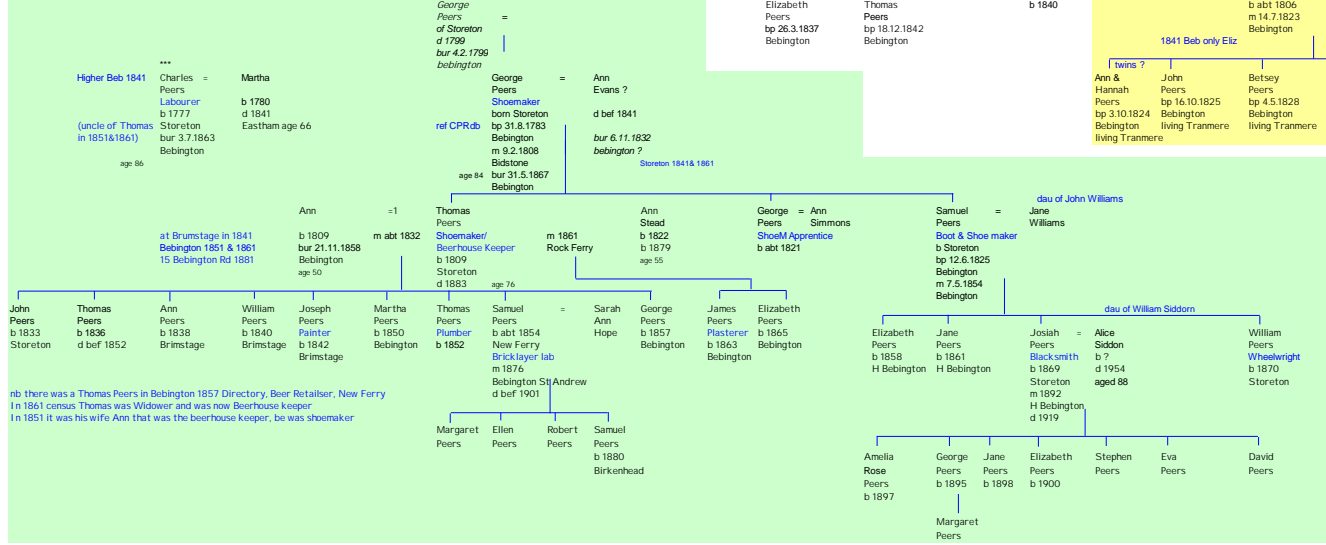 George
Peers =
of Storeton
d 1799
bur 4.2.1799
bebington
Elizabeth
Peers
bp 26.3.1837
Bebington
Thomas
Peers
bp 18.12.1842
Bebington
b 1840
b abt 1806
m 14.7.1823
Bebington
1841 Beb only Eliz
twins ?
Ann &
Hannah
Peers
bp 3.10.1824
Bebington
living Tranmere
John
Peers
bp 16.10.1825
Bebington
living Tranmere
Betsey
Peers
bp 4.5.1828
Bebington
living Tranmere
***
Higher Beb 1841
Charles = Martha
Peers
Labourer b 1780
b 1777 d 1841
Storeton Eastham age 66
bur 3.7.1863
Bebington
(uncle of Thomas
in 1851&1861)
age 86
George = Ann
Peers Evans ?
Shoemaker
born Storeton d bef 1841
ref CPRdb
bp 31.8.1783
Bebington bur 6.11.1832
m 9.2.1808 bebington ?
Bidstone
age 84
bur 31.5.1867
Bebington
Storeton 1841& 1861
Ann =1
b 1809
bur 21.11.1858
Bebington
age 50
m abt 1832
at Brumstage in 1841
Bebington 1851 & 1861
15 Bebington Rd 1881
Thomas
Peers
Shoemaker/
Beerhouse Keeper
b 1809
Storeton
d 1883
age 76
m 1861
Rock Ferry
Ann
Stead
b 1822
b 1879
age 55
George = Ann
Peers Simmons
ShoeM Apprentice
b abt 1821
dau of John Williams
Samuel = Jane
Peers Williams
Boot & Shoe maker
b Storeton
bp 12.6.1825
Bebington
m 7.5.1854
Bebington
John
Peers
b 1833
Storeton
Thomas
Peers
b 1836
d bef 1852
Ann
Peers
b 1838
Brimstage
William
Peers
b 1840
Brimstage
Joseph
Peers
Painter
b 1842
Brimstage
Martha
Peers
b 1850
Bebington
Thomas
Peers
Plumber
b 1852
Samuel = Sarah
Peers Ann
b abt 1854 Hope
New Ferry
Bricklayer lab
m 1876
Bebington St Andrew
d bef 1901
George
Peers
b 1857
Bebington
James
Peers
Plasterer
b 1863
Bebington
Elizabeth
Peers
b 1865
Bebington
dau of William Siddorn
Elizabeth
Peers
b 1858
H Bebington
Jane
Peers
b 1861
H Bebington
Josiah = Alice
Peers Siddon
Blacksmith b ?
b 1869 d 1954
Storeton aged 88
m 1892
H Bebington
d 1919
William
Peers
Wheelwright
b 1870
Storeton
nb there was a Thomas Peers in Bebington 1857 Directory, Beer Retailser, New Ferry
In 1861 census Thomas was Widower and was now Beerhouse keeper
In 1851 it was his wife Ann that was the beerhouse keeper, be was shoemaker
Margaret
Peers
Ellen
Peers
Robert
Peers
Samuel
Peers
b 1880
Birkenhead
Amelia
Rose
Peers
b 1897
George
Peers
b 1895
Jane
Peers
b 1898
Elizabeth
Peers
b 1900
Stephen
Peers
Eva
Peers
David
Peers
Margaret
Peers